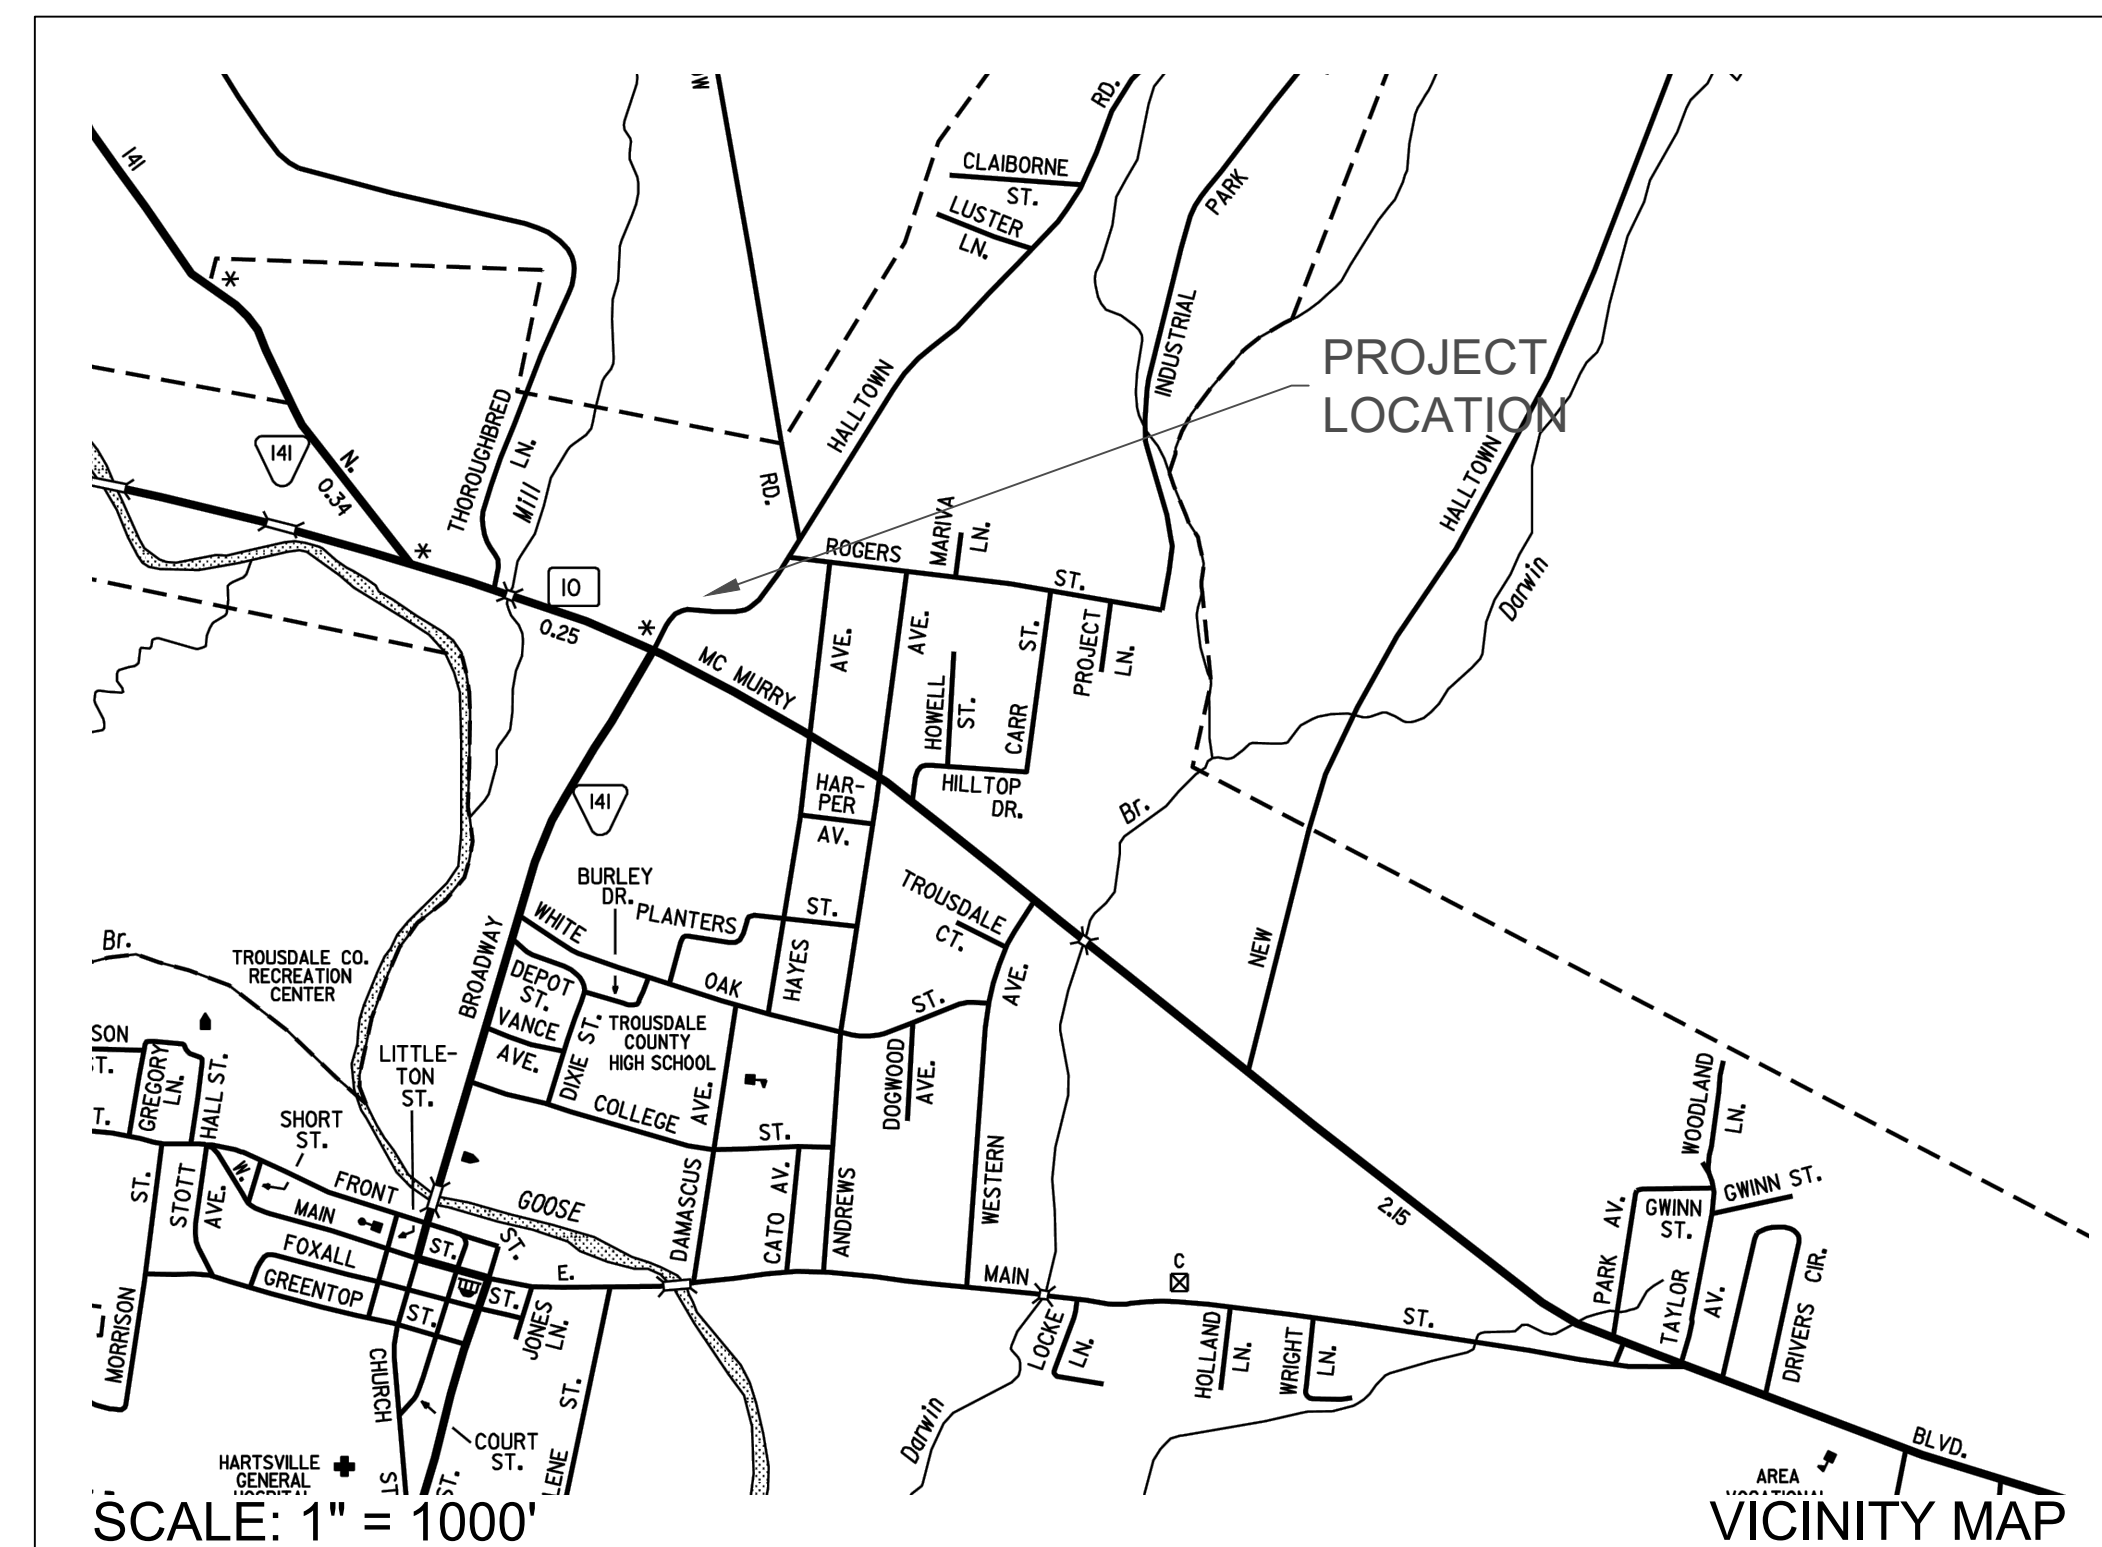 141
CLAIBORNE
ST.
LUSTER
LN.
RD.
PARK
INDUSTRIAL
PROJECT
LOCATION
HALLTOWN
HALLTOWN
THOROUGHBRED
LN.
Mill
141
N.
0.34
RD.
ROGERS
MARIVA
LN.
ST.
10
0.25
Darwin
MC MURRY
AVE.
AVE.
ST.
PROJECT
LN.
HOWELL
ST.
CARR
HILLTOP
DR.
HAR-
PER
AV.
141
Br.
BURLEY
DR.
PLANTERS
ST.
WHITE
OAK
HAYES
TROUSDALE
CT.
AVE.
NEW
BROADWAY
Br.
TROUSDALE CO.
RECREATION
CENTER
DEPOT
ST.
VANCE
AVE.
DIXIE ST.
TROUSDALE
COUNTY
HIGH SCHOOL
ST.
SON
ST.
GREGORY
LN.
HALL ST.
LITTLE-
TON
ST.
SHORT
ST.
COLLEGE
AVE.
ST.
DOGWOOD
AVE.
WOODLAND
LN.
T.
ST.
STOTT
AVE.
W.
FRONT
MAIN
GOOSE
DAMASCUS
CATO AV.
ANDREWS
WESTERN
2.15
GWINN ST.
GWINN
ST.
AV.
PARK
TAYLOR
AV.
DRIVERS CIR.
FOXALL
GREENTOP
ST.
ST.
ST.
ST.
E.
MAIN
C
ST.
MORRISON
JONES
LN.
LOCKE
LN.
HOLLAND
LN.
WRIGHT
LN.
CHURCH
ST.
COURT
ST.
ST.
LENE
Darwin
BLVD.
HARTSVILLE
GENERAL
HOSPITAL
AREA
VOCATIONAL
SCALE: 1" = 1000'
VICINITY MAP